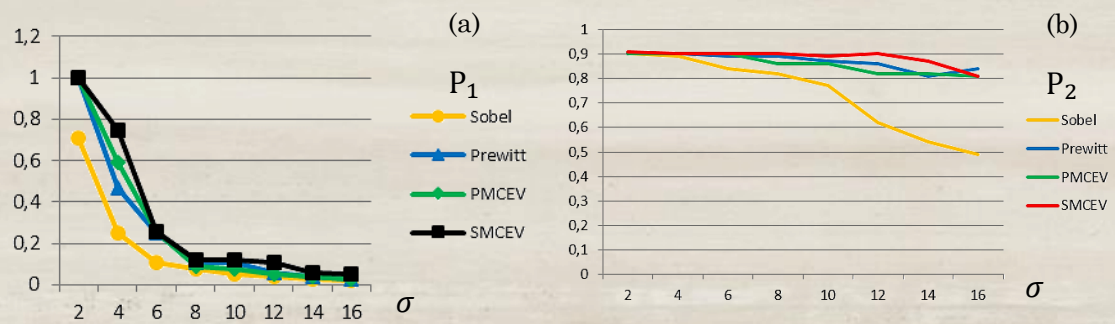 (a)
1,2
1
0,8
0,6
0,4
0,2
0
2 4 6 8 10 12 14 16
σ
P₁
Sobel
Prewitt
PMCEV
SMCEV
(b)
1
0,9
0,8
0,7
0,6
0,5
0,4
0,3
0,2
0,1
0
2 4 6 8 10 12 14 16
σ
P₂
Sobel
Prewitt
PMCEV
SMCEV